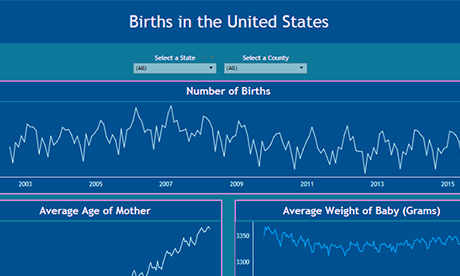 Births in the United States
Select a State Select a County
(All) (All)
Number of Births
2003 2005 2007 2009 2011 2013 2015
Average Age of Mother Average Weight of Baby (Grams)
3350
3300